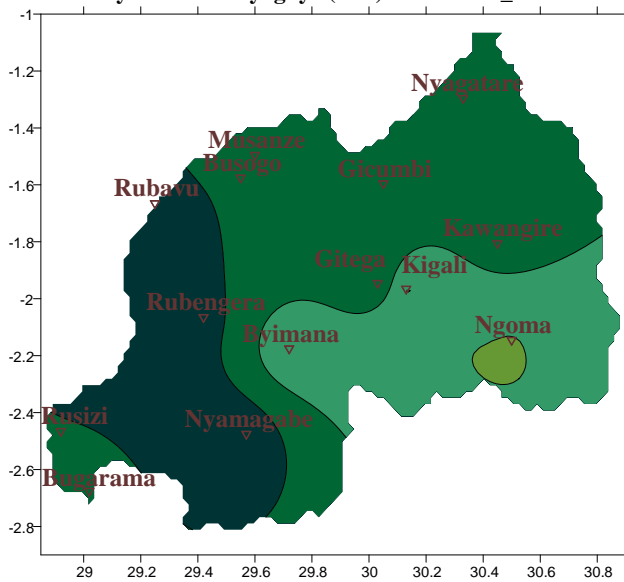 -1
-1.2
-1.4
-1.6
-1.8
-2
-2.2
-2.4
-2.6
-2.8
Nyagatare
Musanze
Busogo
Gicumbi
Rubavu
Kawangire
Gitega
Kigali
Rubengera
Ngoma
Byimana
Rusizi
Nyamagabe
Bugarama
29 29.2 29.4 29.6 29.8 30 30.2 30.4 30.6 30.8